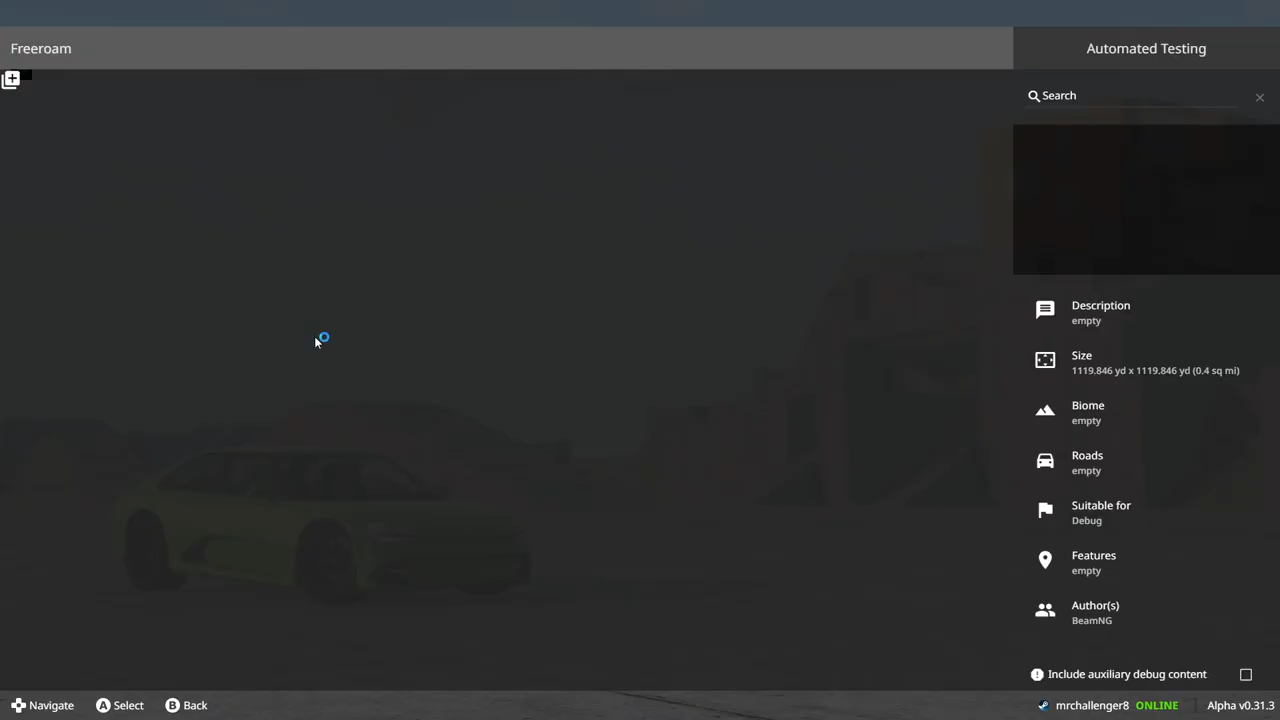 Freeroam
Automated Testing
Search
Description
empty
Size
1119.846 yd x 1119.846 yd (0.4 sq mi)
Biome
empty
Roads
empty
Suitable for
Debug
Features
empty
Author(s)
BeamNG
Include auxiliary debug content
Navigate A Select B Back
mrchallenger8 ONLINE Alpha v0.31.3